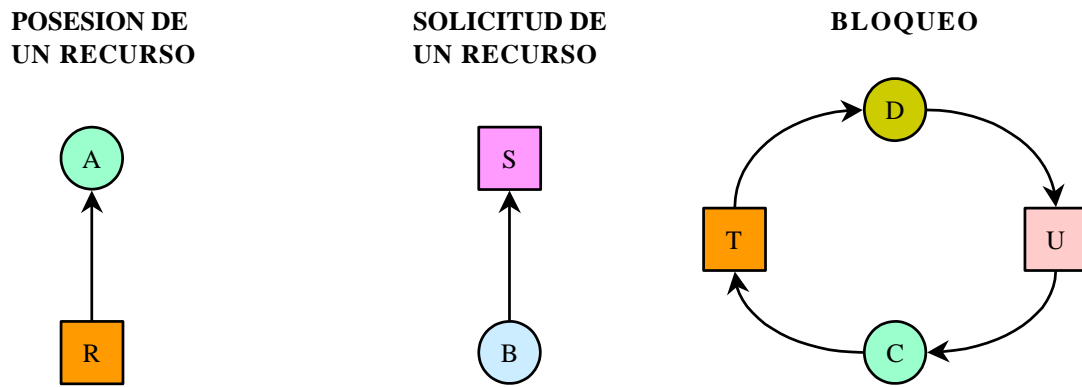 POSESION DE
UN RECURSO
SOLICITUD DE
UN RECURSO
BLOQUEO
A
R
S
B
D
T
U
C